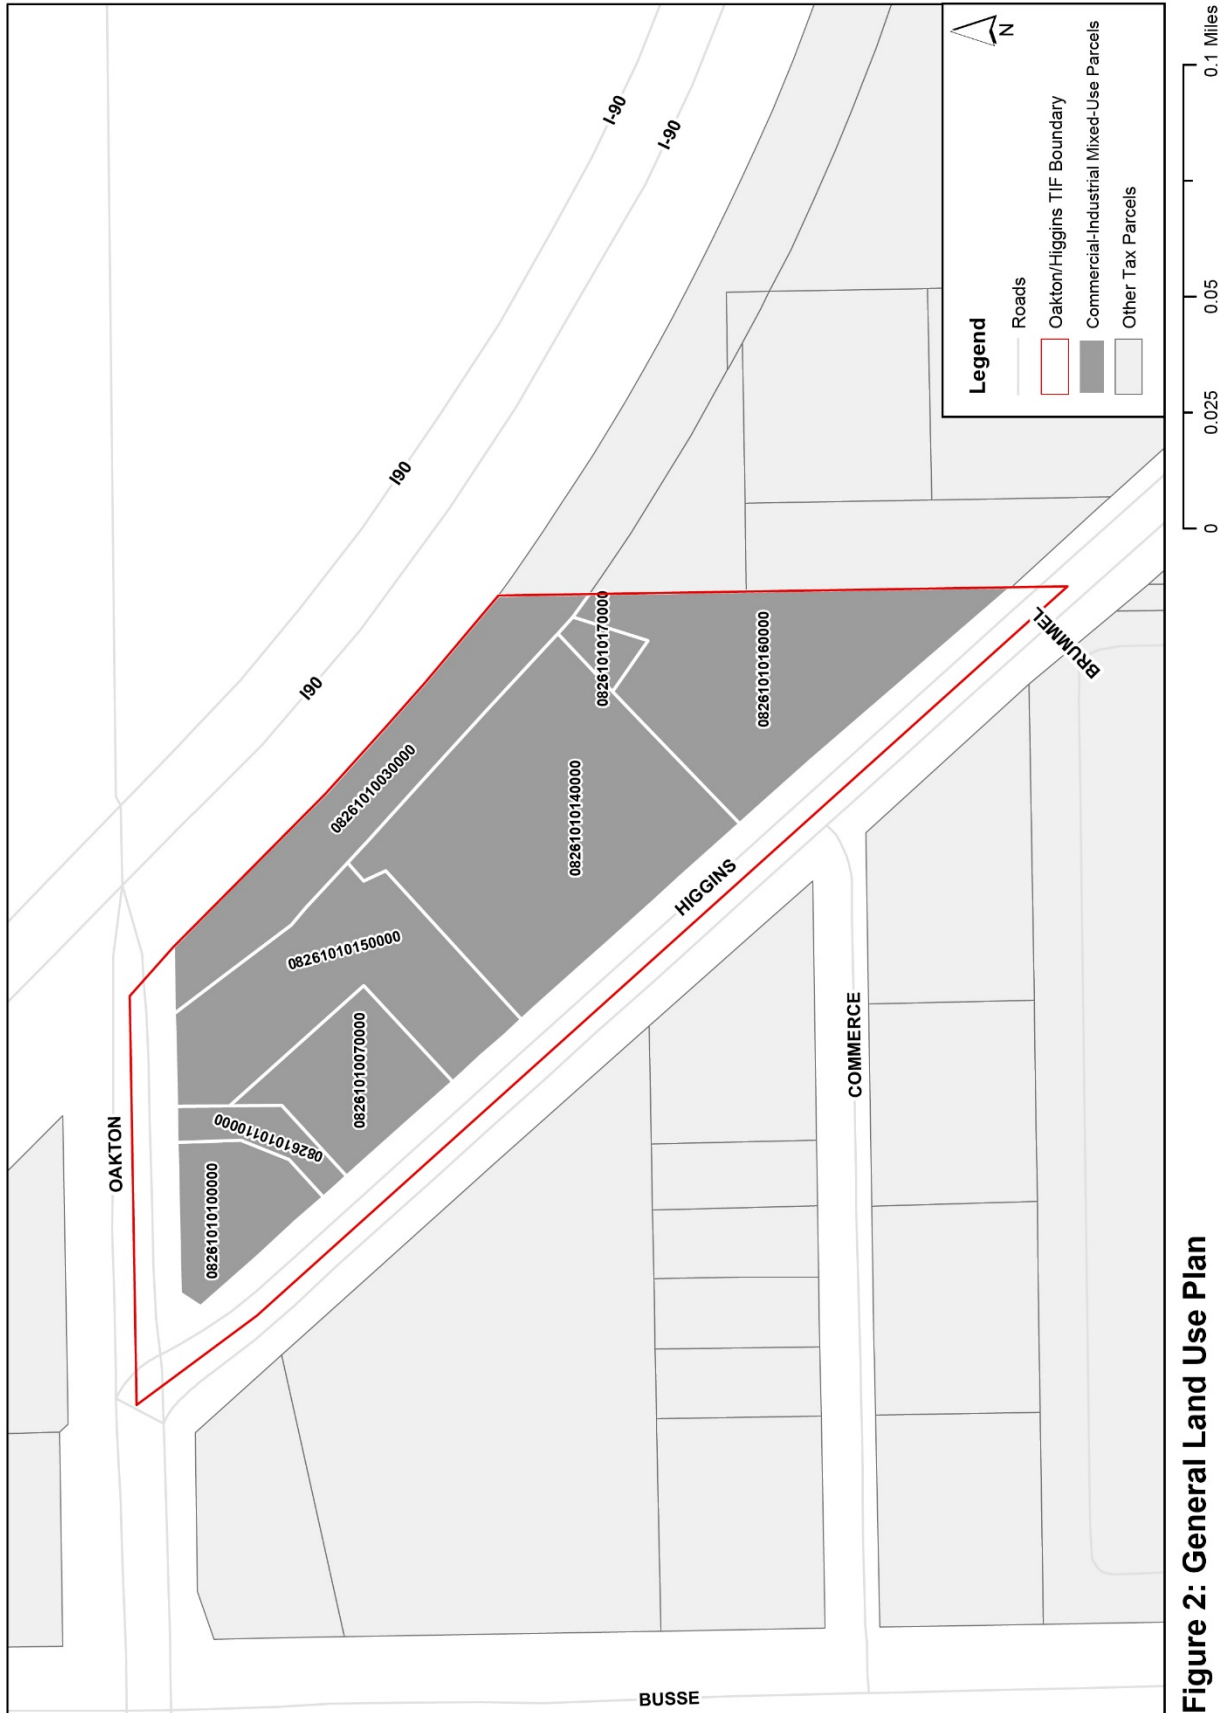 OAKTON
I90
I90
I-90
I-90
08261010030000
08261010150000
08261010070000
08261010110000
08261010100000
08261010140000
08261010170000
08261010160000
HIGGINS
BRUMMEL
COMMERCE
BUSSE
N
Legend
Roads
Oakton/Higgins TIF Boundary
Commercial-Industrial Mixed-Use Parcels
Other Tax Parcels
0 0.025 0.05 0.1 Miles
Figure 2: General Land Use Plan